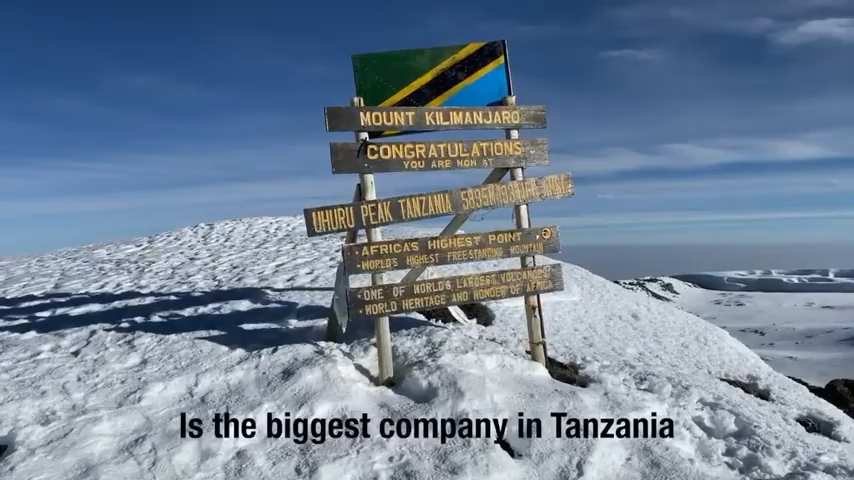 MOUNT KILIMANJARO
CONGRATULATIONS
YOU ARE NOW AT
UHURU PEAK TANZANIA 5895M
AFRICA'S HIGHEST POINT
WORLD'S HIGHEST FREE-STANDING MOUNTAIN
ONE OF WORLD'S LARGEST VOLCANOES
WORLD HERITAGE AND WONDER OF AFRICA
Is the biggest company in Tanzania